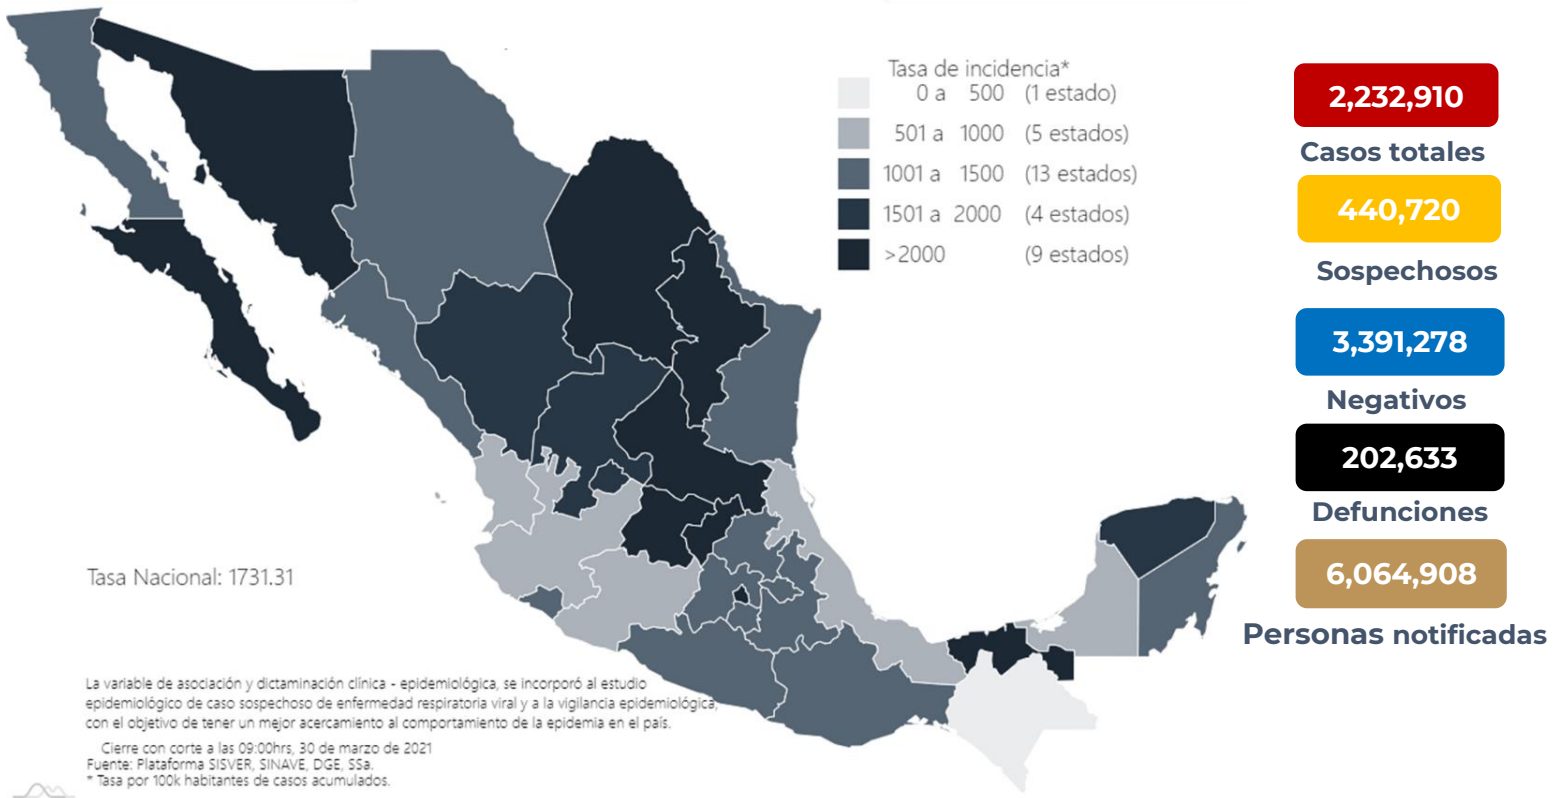 Tasa de incidencia*
0 a 500 (1 estado)
501 a 1000 (5 estados)
1001 a 1500 (13 estados)
1501 a 2000 (4 estados)
>2000 (9 estados)
2,232,910
Casos totales
440,720
Sospechosos
3,391,278
Negativos
202,633
Defunciones
6,064,908
Personas notificadas
Tasa Nacional: 1731.31
La variable de asociación y dictaminación clínica - epidemiológica, se incorporó al estudio
epidemiológico de caso sospechoso de enfermedad respiratoria viral y a la vigilancia epidemiológica,
con el objetivo de tener un mejor acercamiento al comportamiento de la epidemia en el país.
Cierre con corte a las 09:00hrs, 30 de marzo de 2021
Fuente: Plataforma SISVER, SINAVE, DGE, SSa.
* Tasa por 100k habitantes de casos acumulados.